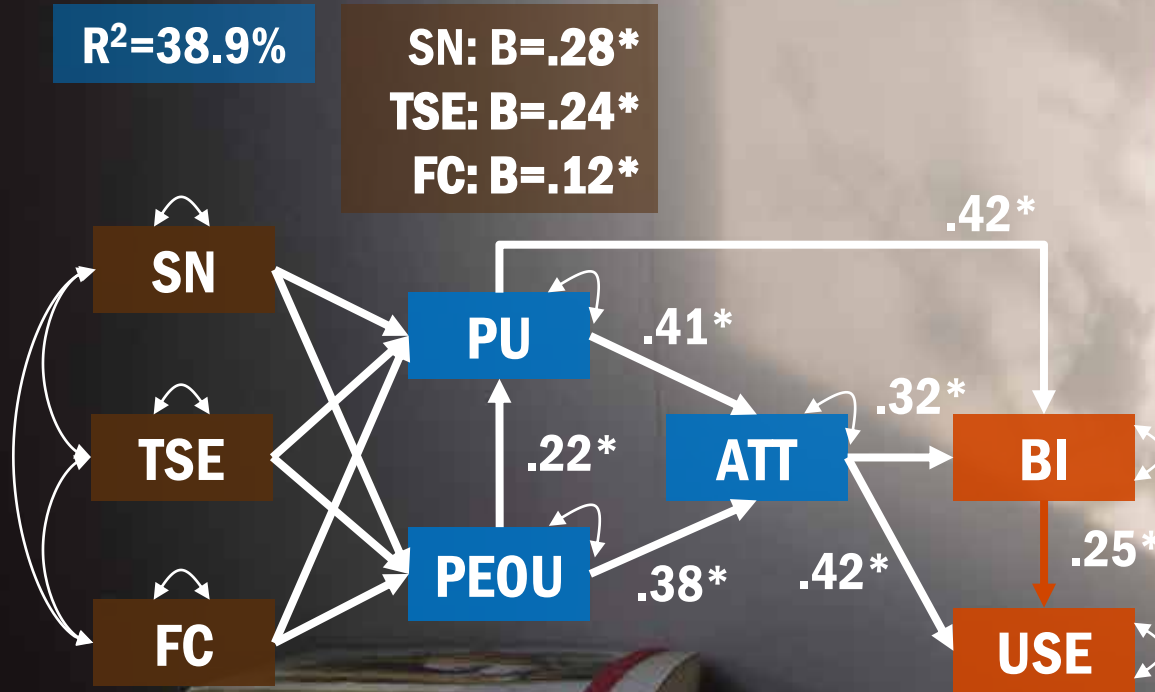 R²=38.9%
SN: B=.28*
TSE: B=.24*
FC: B=.12*
.42*
SN
PU
.41*
.32*
TSE
.22*
ATT
BI
.25*
PEOU
.38*
.42*
FC
USE